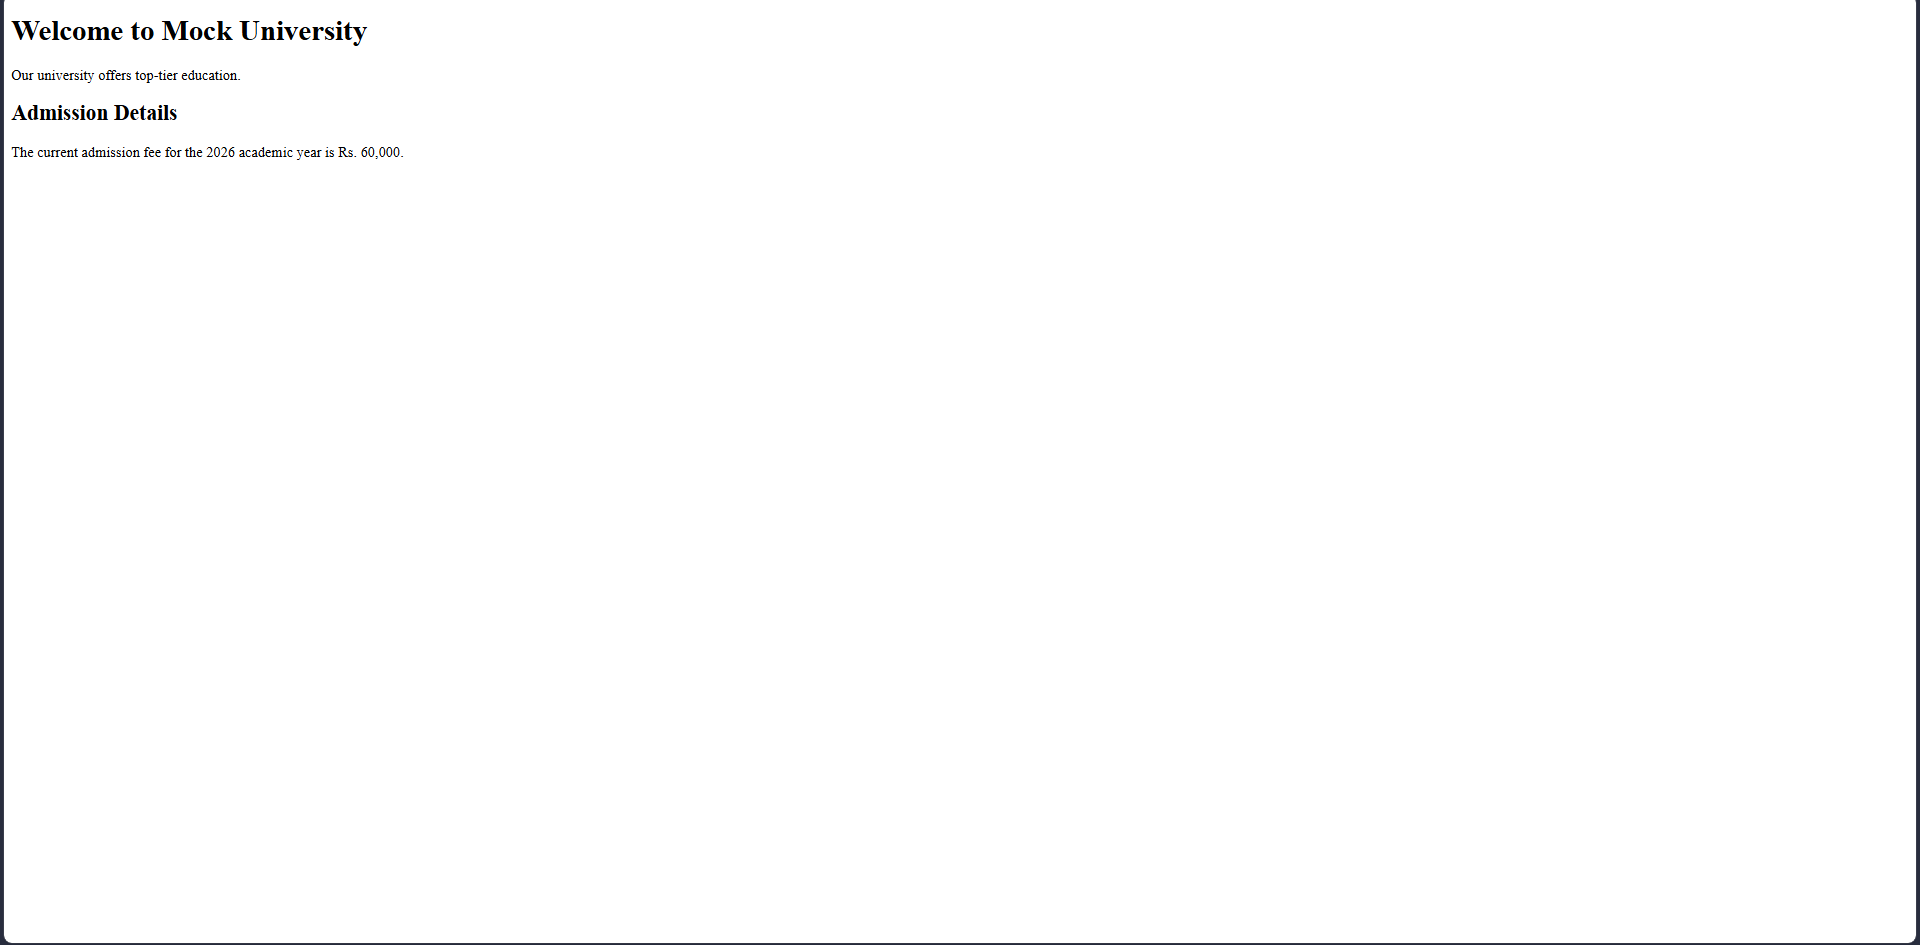 Welcome to Mock University
Our university offers top-tier education.
Admission Details
The current admission fee for the 2026 academic year is Rs. 60,000.